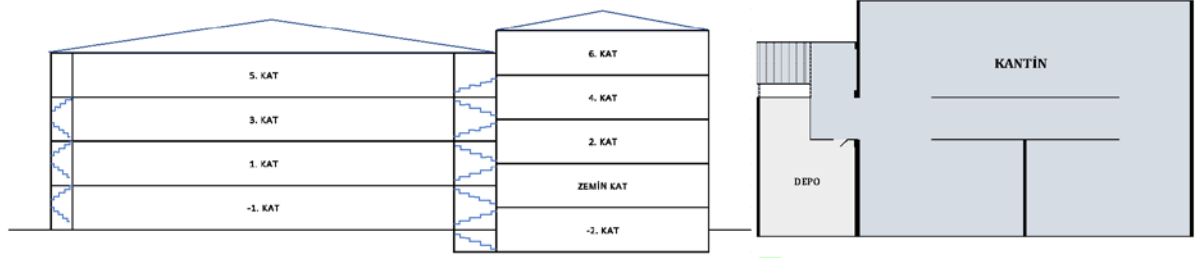 5. KAT
3. KAT
1. KAT
-1. KAT
6. KAT
4. KAT
2. KAT
ZEMİN KAT
-2. KAT
KANTİN
DEPO